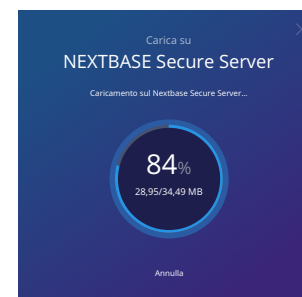 Carica su
NEXTBASE Secure Server
Caricamento sul Nextbase Secure Server...
84%
28,95/34,49 MB
Annulla